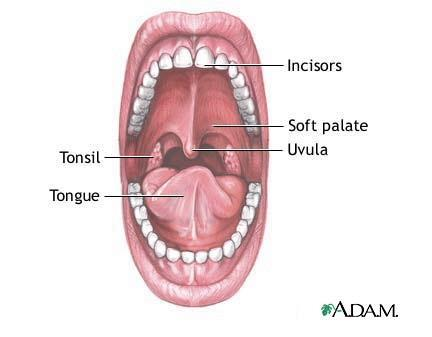 Incisors
Soft palate
Uvula
Tonsil
Tongue
A.D.A.M.